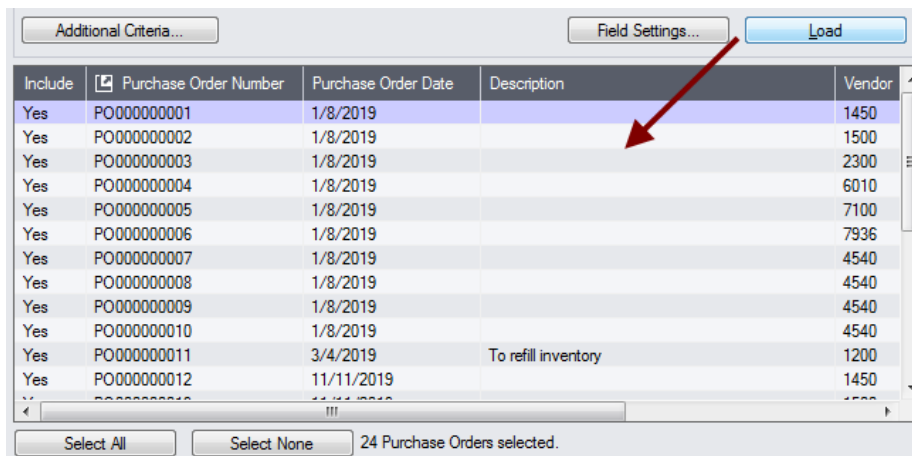 Additional Criteria... Field Settings... Load
Include Purchase Order Number Purchase Order Date Description Vendor
Yes PO000000001 1/8/2019 1450
Yes PO000000002 1/8/2019 1500
Yes PO000000003 1/8/2019 2300
Yes PO000000004 1/8/2019 6010
Yes PO000000005 1/8/2019 7100
Yes PO000000006 1/8/2019 7936
Yes PO000000007 1/8/2019 4540
Yes PO000000008 1/8/2019 4540
Yes PO000000009 1/8/2019 4540
Yes PO000000010 1/8/2019 4540
Yes PO000000011 3/4/2019 To refill inventory 1200
Yes PO000000012 11/11/2019 1450
Select All Select None 24 Purchase Orders selected.